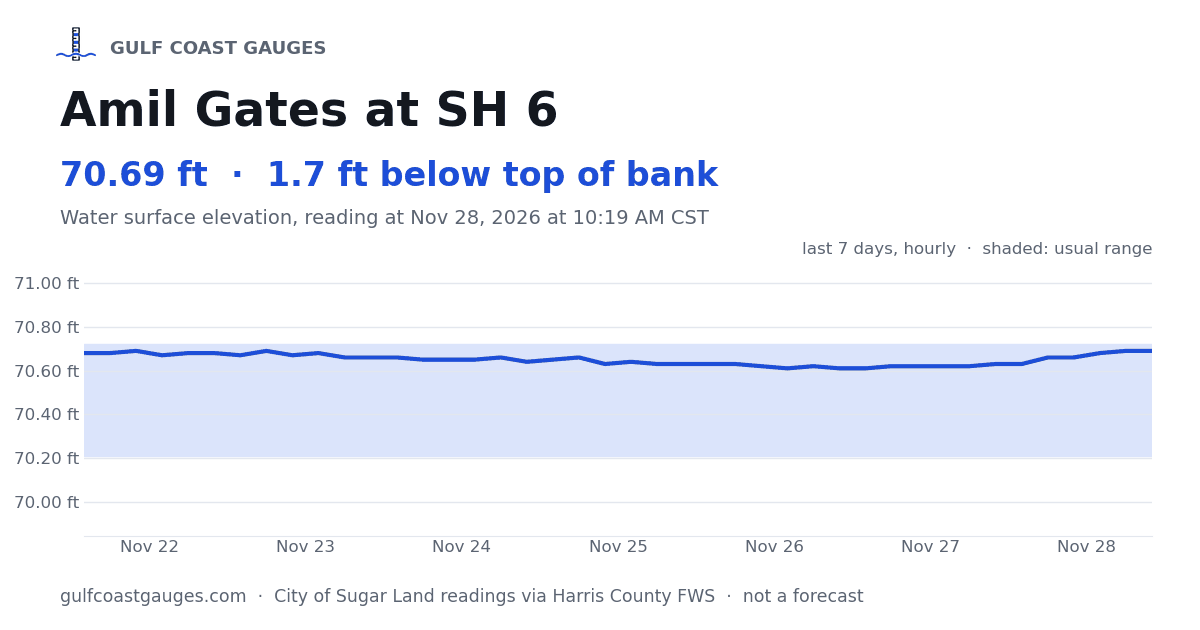 GULF COAST GAUGES
Amil Gates at SH 6
70.69 ft · 1.7 ft below top of bank
Water surface elevation, reading at Nov 28, 2026 at 10:19 AM CST
last 7 days, hourly · shaded: usual range
71.00 ft
70.80 ft
70.60 ft
70.40 ft
70.20 ft
70.00 ft
Nov 22 Nov 23 Nov 24 Nov 25 Nov 26 Nov 27 Nov 28
gulfcoastgauges.com · City of Sugar Land readings via Harris County FWS · not a forecast